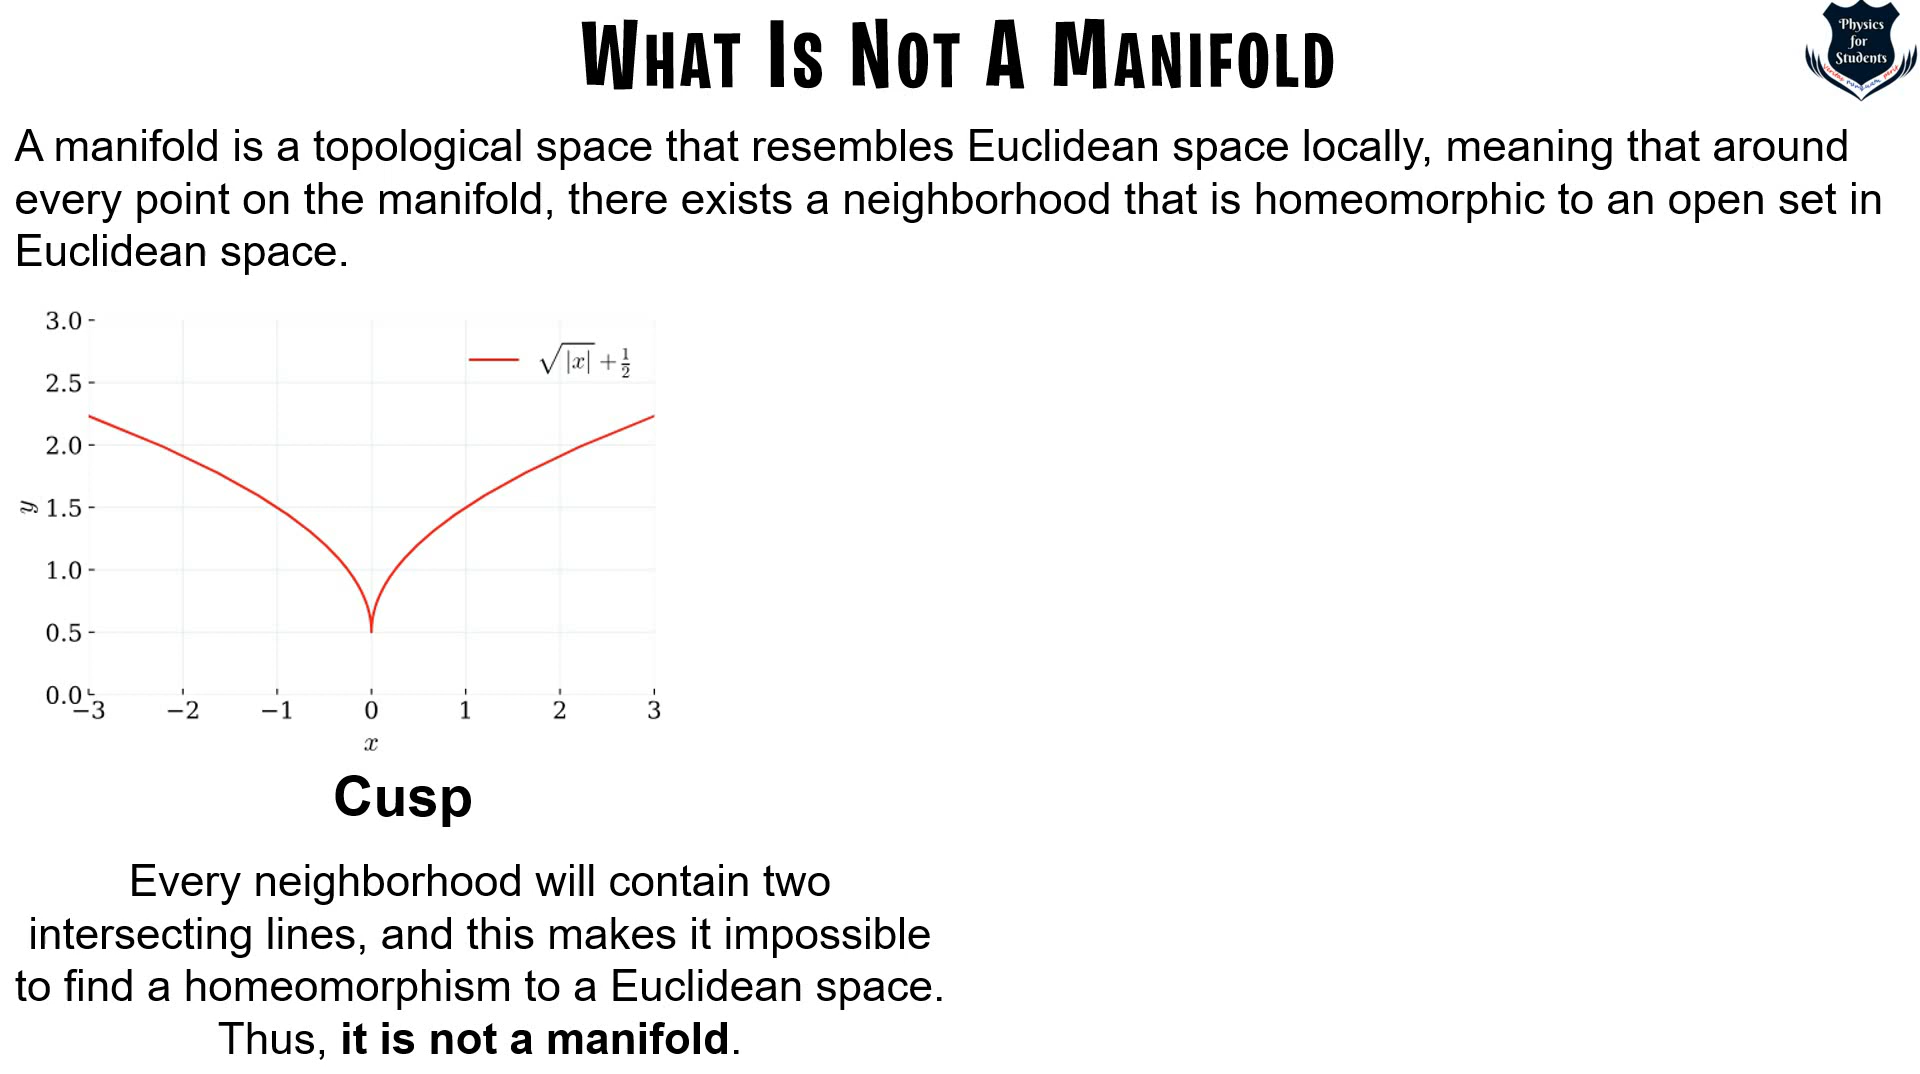 WHAT IS NOT A MANIFOLD
Physics
for
Students
A manifold is a topological space that resembles Euclidean space locally, meaning that around
every point on the manifold, there exists a neighborhood that is homeomorphic to an open set in
Euclidean space.
3.0
√|x| + 1/2
2.5
2.0
y
1.5
1.0
0.5
0.0
−3 −2 −1 0 1 2 3
x
Cusp
Every neighborhood will contain two
intersecting lines, and this makes it impossible
to find a homeomorphism to a Euclidean space.
Thus, it is not a manifold.